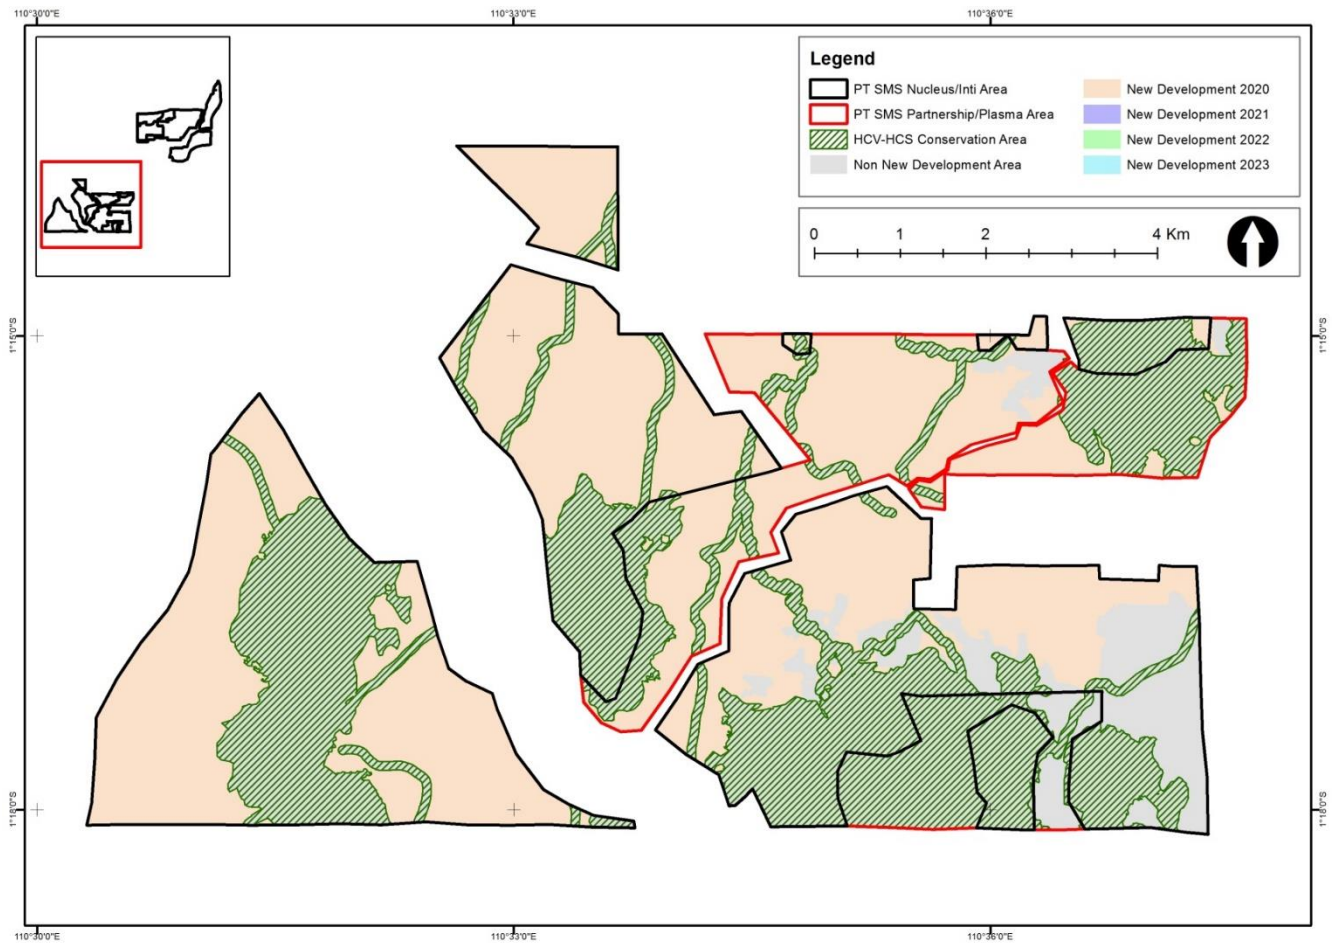 110°30'0"E 110°33'0"E 110°36'0"E
Legend
PT SMS Nucleus/Inti Area
PT SMS Partnership/Plasma Area
HCV-HCS Conservation Area
Non New Development Area
New Development 2020
New Development 2021
New Development 2022
New Development 2023
0 1 2 4 Km
1°15'0"S 1°15'0"S
1°18'0"S 1°18'0"S
110°30'0"E 110°33'0"E 110°36'0"E